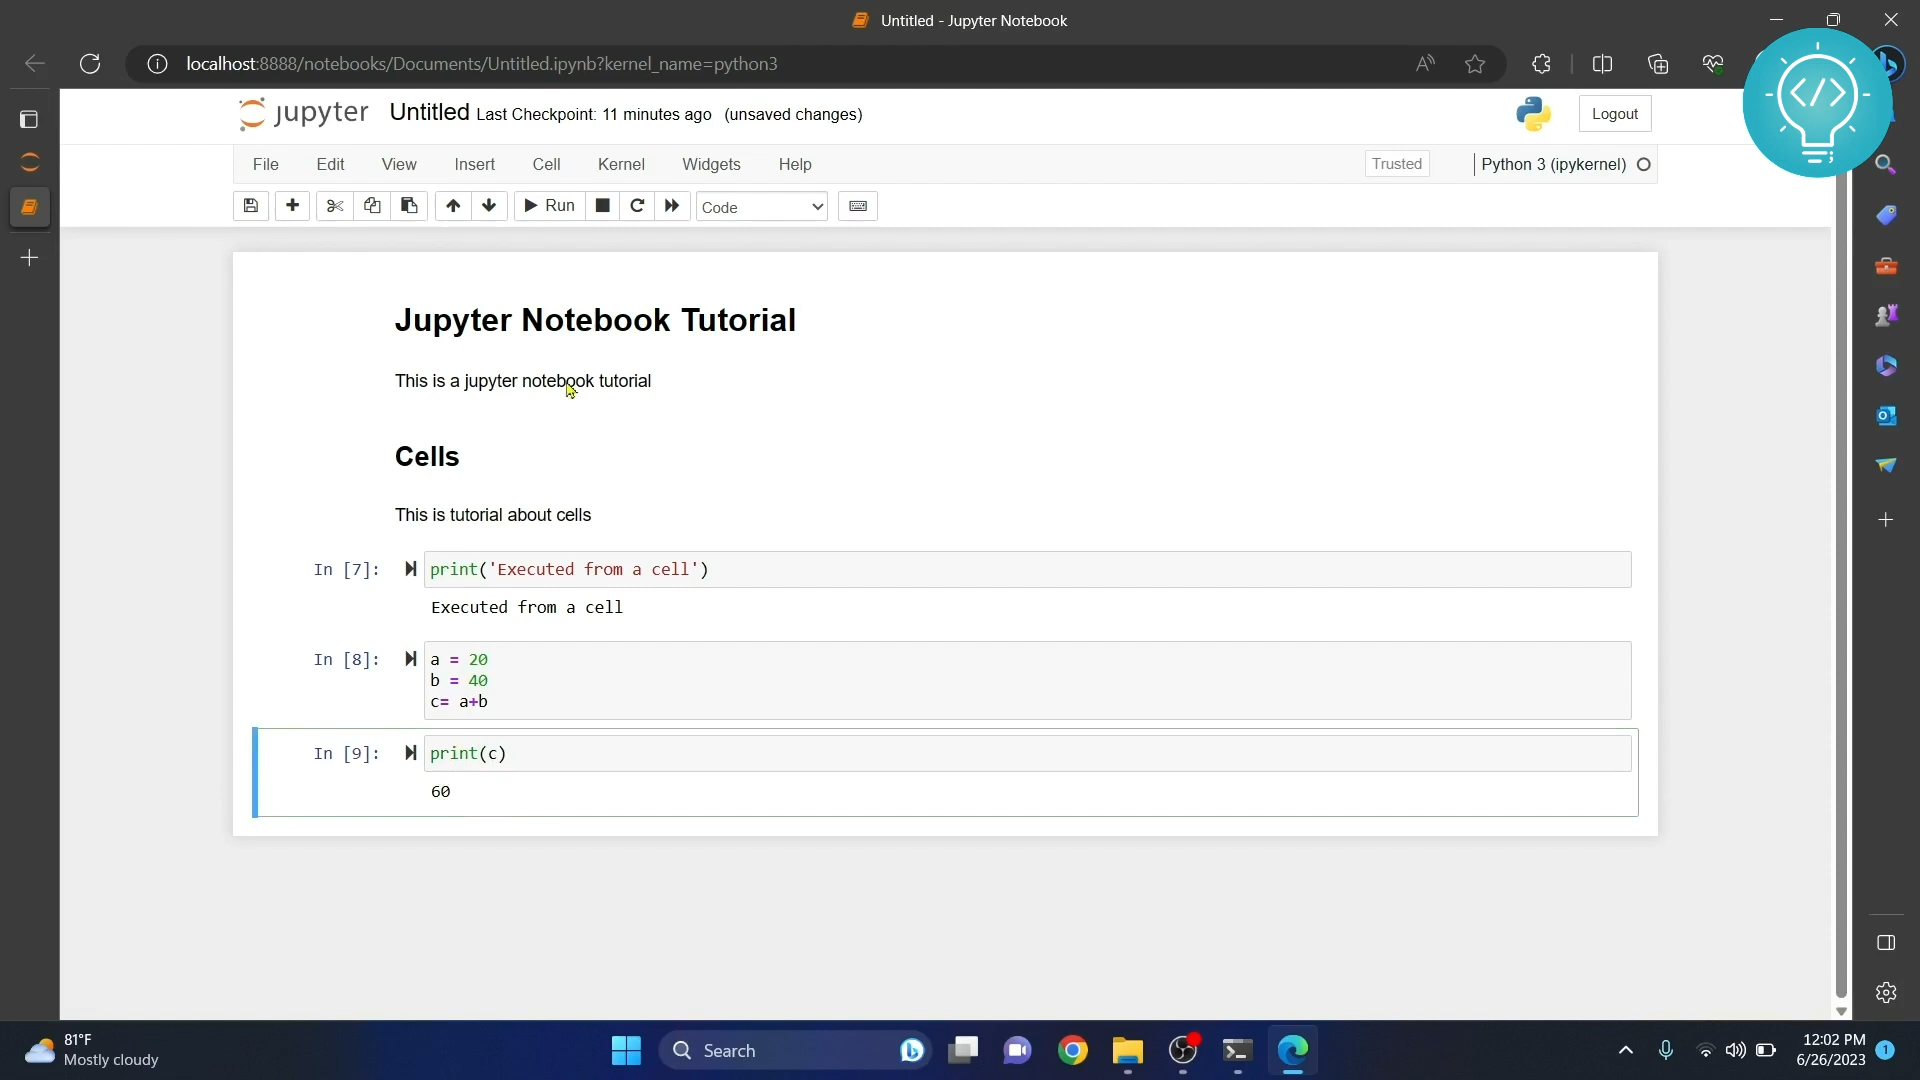 Untitled - Jupyter Notebook
localhost:8888/notebooks/Documents/Untitled.ipynb?kernel_name=python3
jupyter Untitled Last Checkpoint: 11 minutes ago (unsaved changes) Logout
File Edit View Insert Cell Kernel Widgets Help Trusted Python 3 (ipykernel)
Run Code
Jupyter Notebook Tutorial
This is a jupyter notebook tutorial
Cells
This is tutorial about cells
In [7]: print('Executed from a cell')
Executed from a cell
In [8]: a = 20
b = 40
c= a+b
In [9]: print(c)
60
81°F
Mostly cloudy
Search
12:02 PM
6/26/2023
1